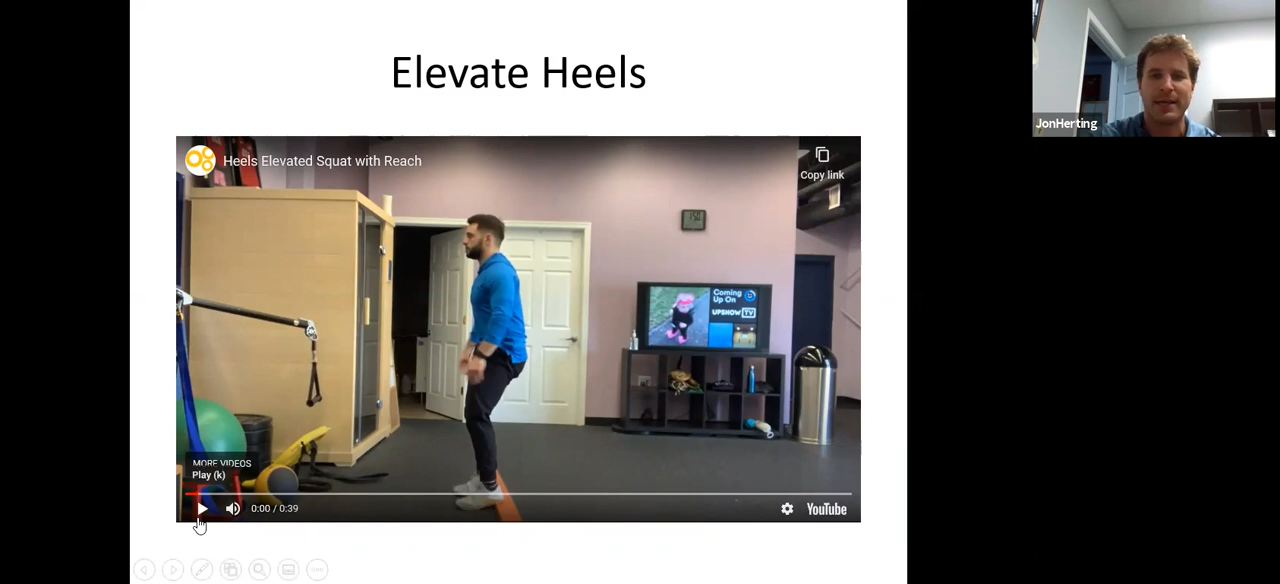 Elevate Heels
Heels Elevated Squat with Reach
Copy link
JonHerting
Coming
Up On
UPSHOW TV
MORE VIDEOS
Play (k)
0:00 / 0:39
YouTube